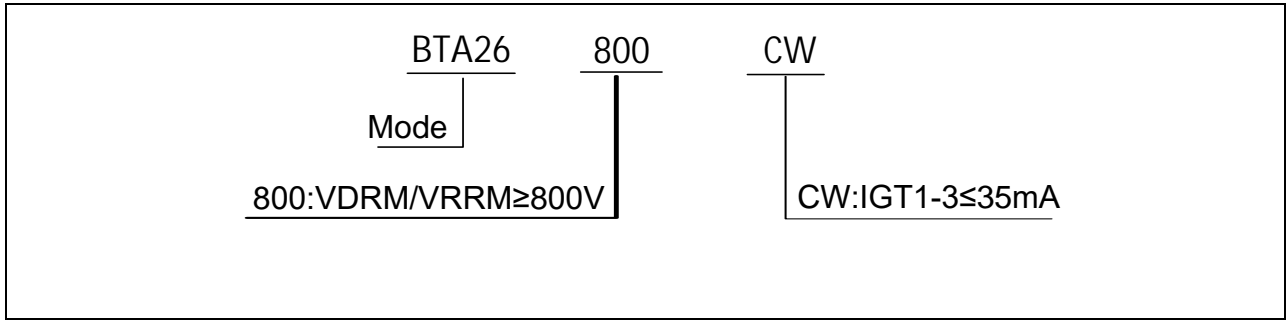 BTA26 800 CW
Mode
800:VDRM/VRRM≥800V CW:IGT1-3≤35mA